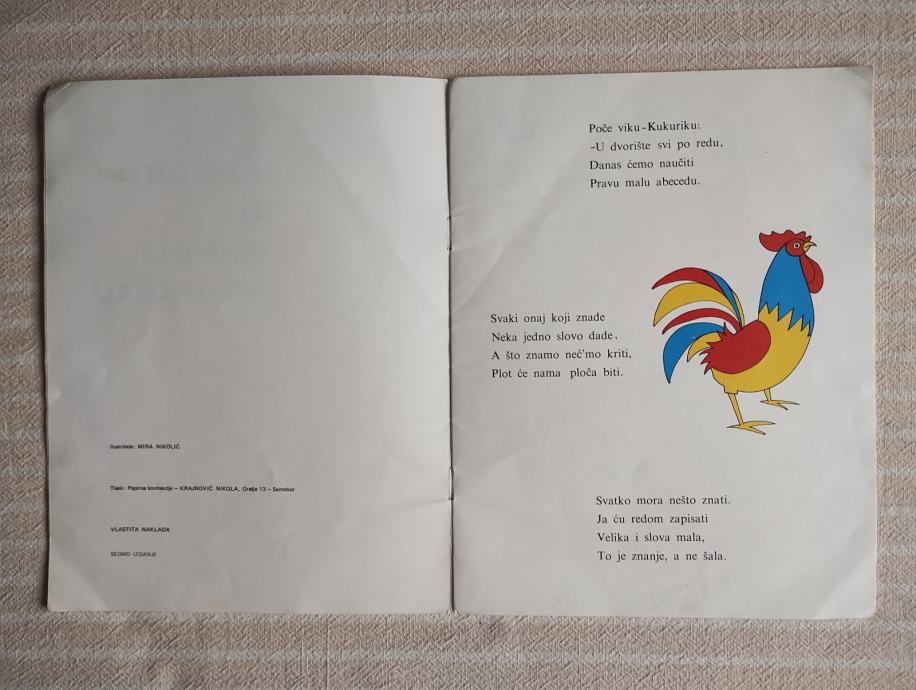 Ilustrirala: MIRA NIKOLIĆ
Tisak: Papirna konfekcija – KRAJNOVIĆ NIKOLA, 13 – Samobor
VLASTITA NAKLADA
SEDMO IZDANJE
Poče viku-Kukuriku:
-U dvorište svi po redu.
Danas ćemo naučiti
Pravu malu abecedu.
Svaki onaj koji znade
Neka jedno slovo dade.
A što znamo neć'mo kriti,
Plot će nama ploča biti.
Svatko mora nešto znati.
Ja ću redom zapisati
Velika i slova mala,
To je znanje, a ne šala.